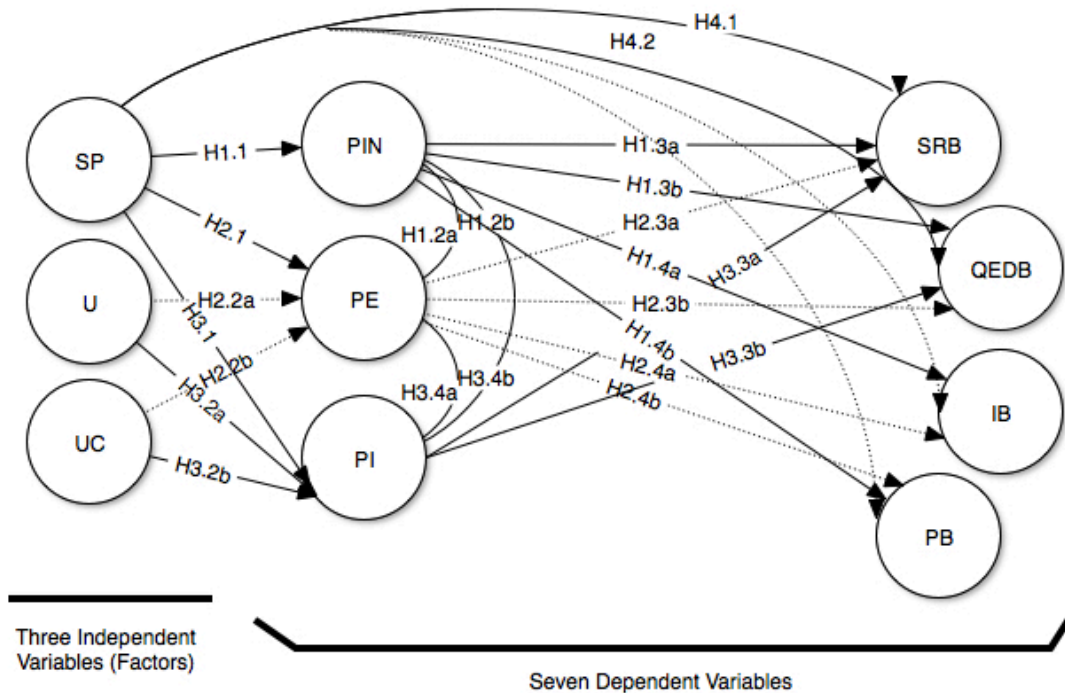 H4.1
H4.2
SP
H1.1
PIN
H1.3a
SRB
H1.3b
H2.1
H2.3a
H1.2a
H1.2b
H1.4a
H3.3a
QEDB
U
H2.2a
PE
H2.3b
H3.1
H1.4b
H3.3b
H2.2b
H3.4b
H2.4a
H3.2a
H3.4a
H2.4b
IB
UC
PI
H3.2b
PB
Three Independent
Variables (Factors)
Seven Dependent Variables